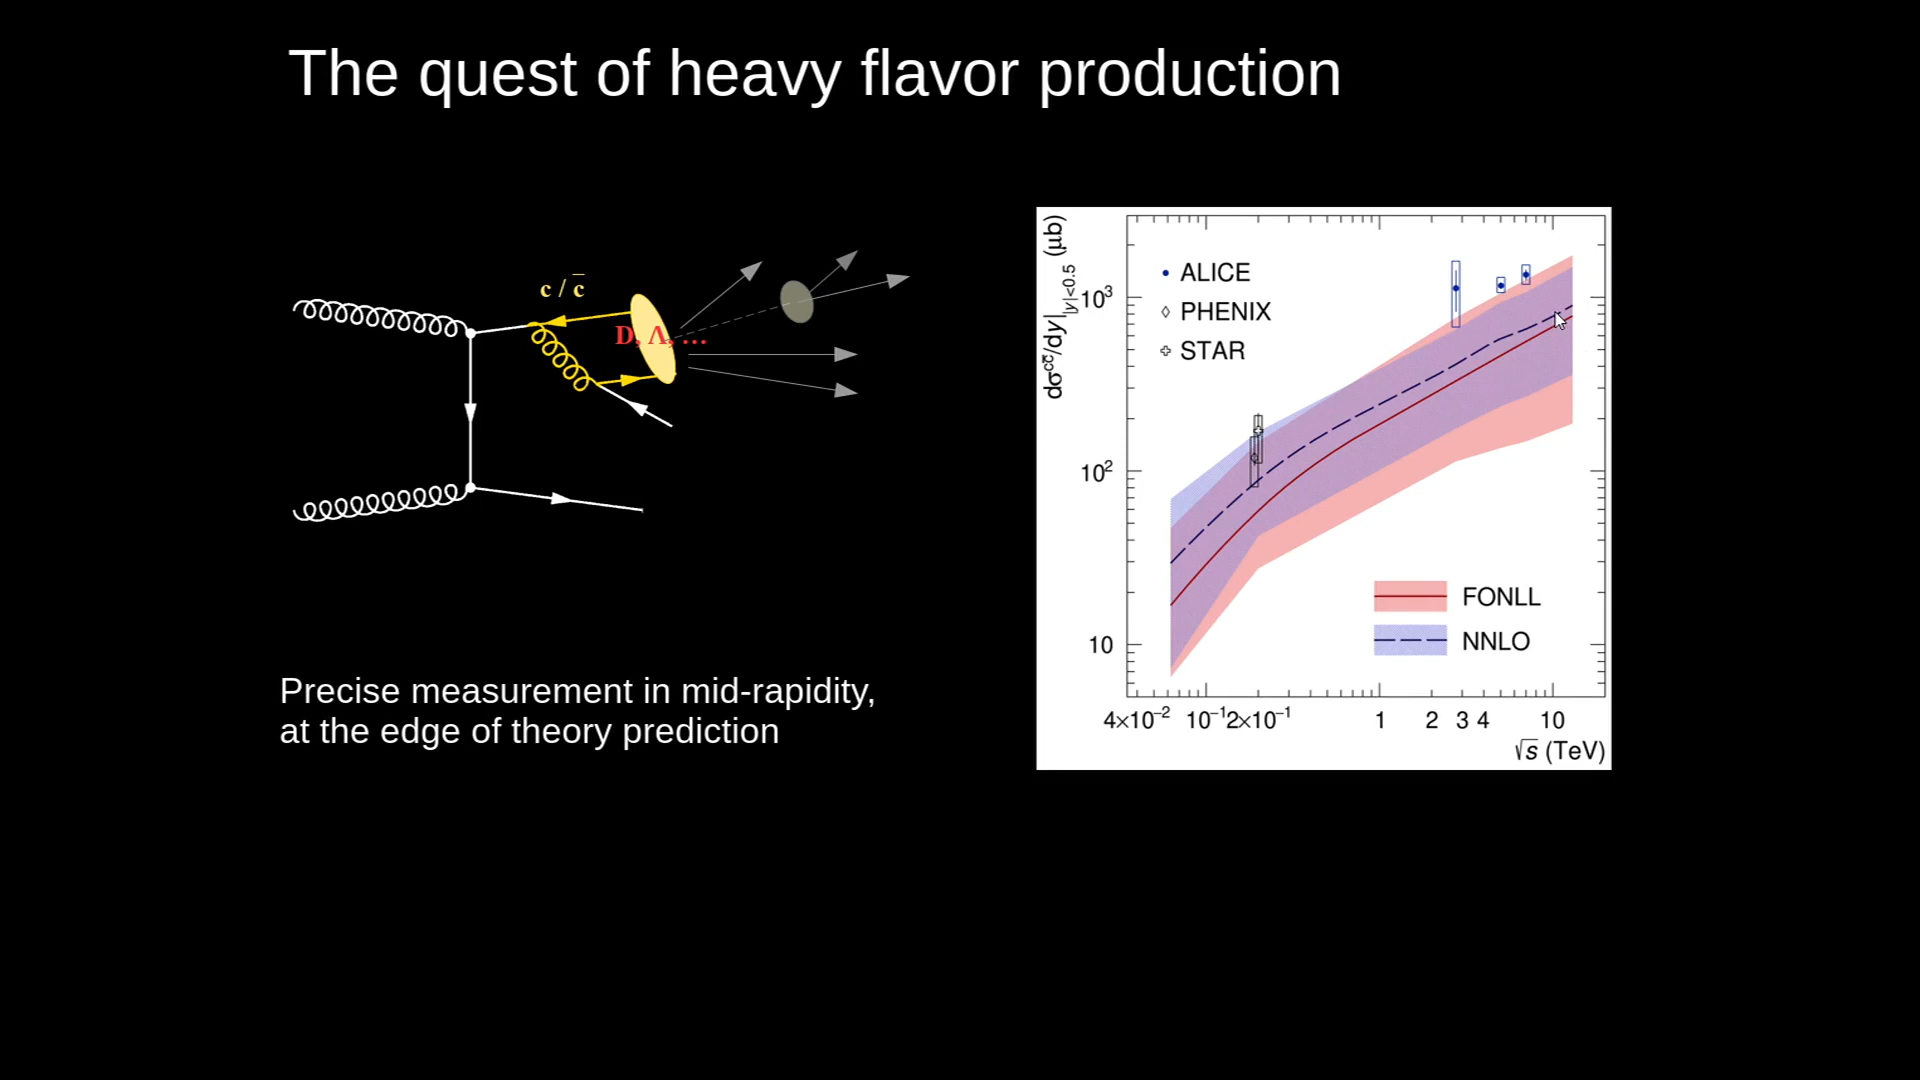 The quest of heavy flavor production
c / c̅
D, Λ, …
Precise measurement in mid-rapidity,
at the edge of theory prediction
dσ^cc̅/dy||y|<0.5 (μb)
ALICE
PHENIX
STAR
10³
10²
10
FONLL
NNLO
4×10⁻² 10⁻¹ 2×10⁻¹ 1 2 3 4 10
√s (TeV)